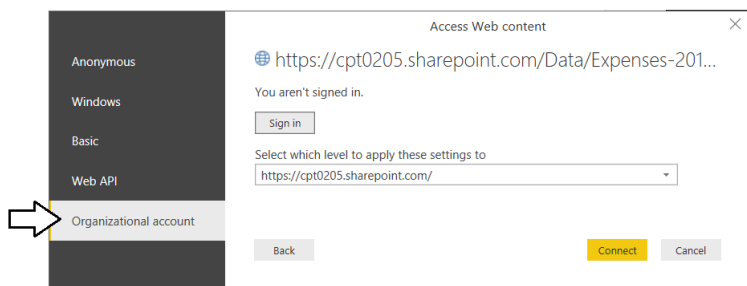 Access Web content
Anonymous
Windows
Basic
Web API
Organizational account
https://cpt0205.sharepoint.com/Data/Expenses-201...
You aren't signed in.
Sign in
Select which level to apply these settings to
https://cpt0205.sharepoint.com/
Back
Connect
Cancel